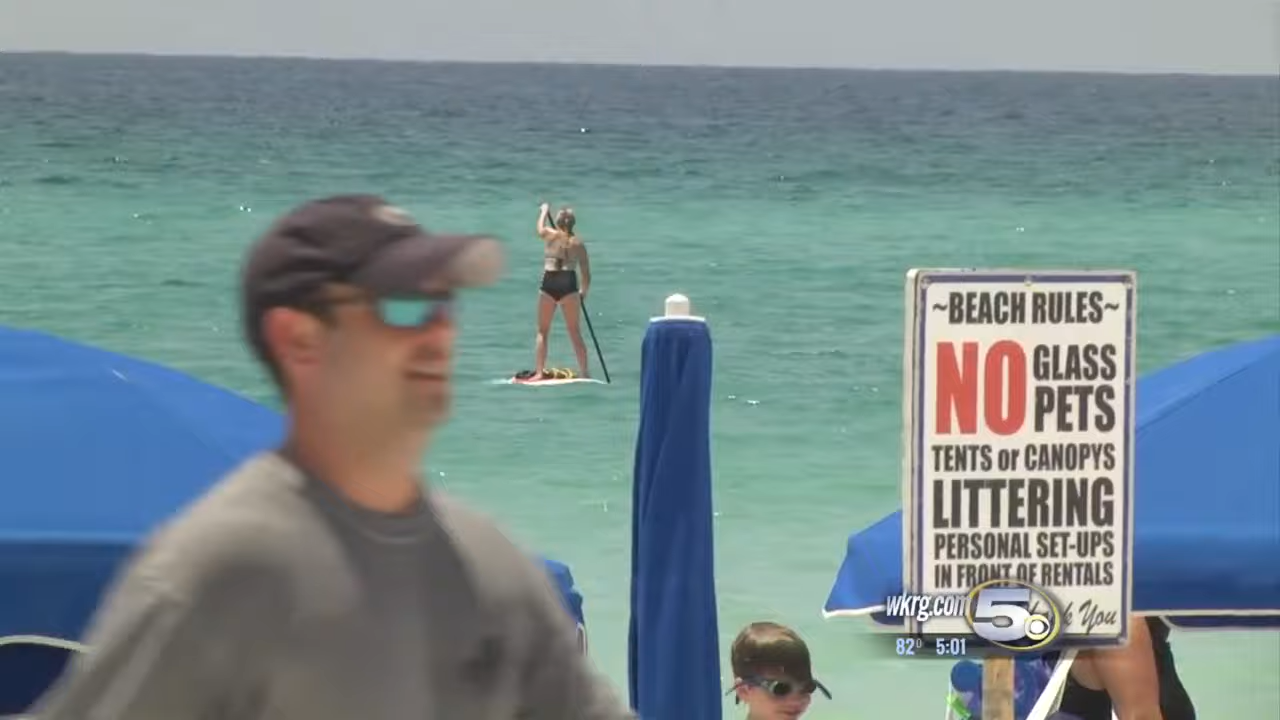 ~BEACH RULES~
NO GLASS
PETS
TENTS or CANOPYS
LITTERING
PERSONAL SET-UPS
IN FRONT OF RENTALS
You
wkrg.com 5
82° 5:01